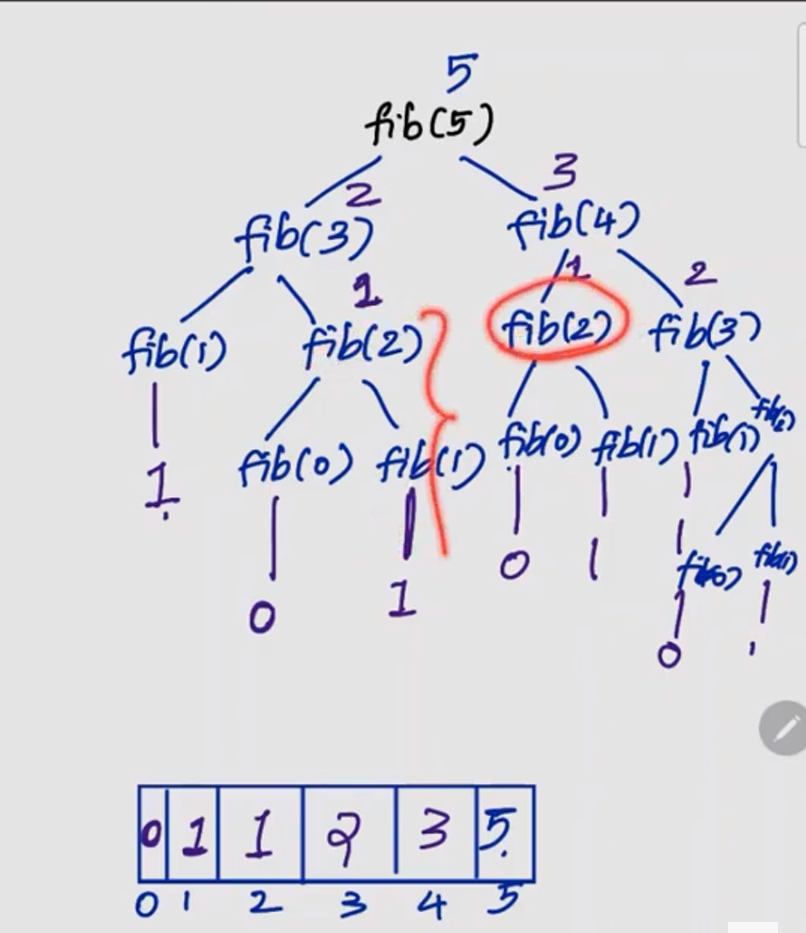 5
fib(5)
2 3
fib(3) fib(4)
1 1 2
fib(1) fib(2) fib(2) fib(3)
fib(0) fib(1) fib(0) fib(1) fib(1) fib(2)
1 0 1 0 1 1
fib(0) fib(1)
0 1
0 1 1 2 3 5
0 1 2 3 4 5